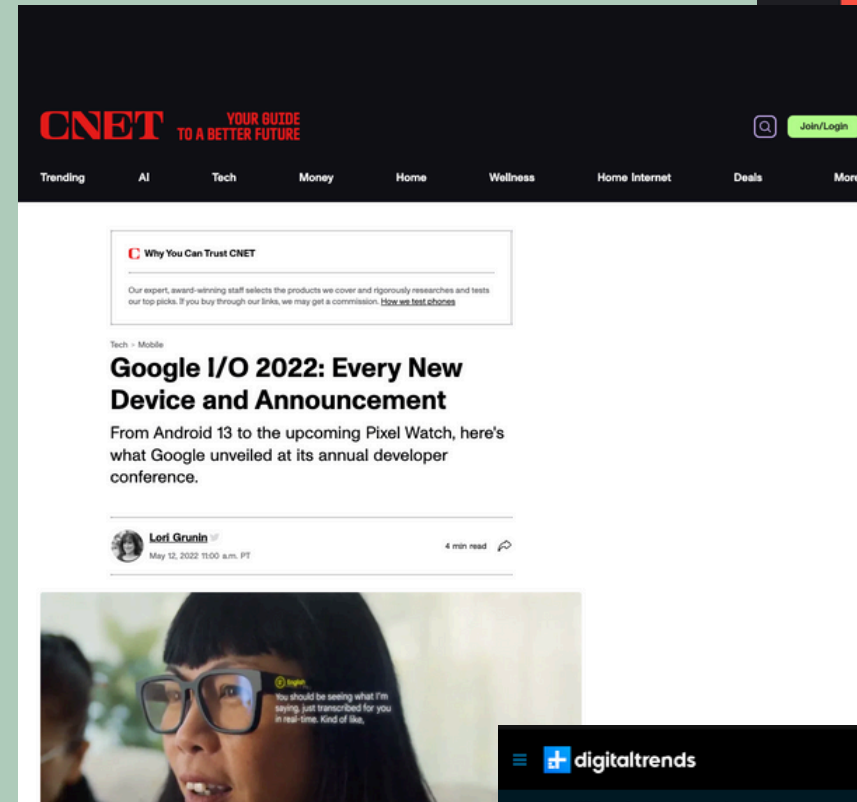 CNET YOUR GUIDE
TO A BETTER FUTURE
Join/Login
Trending AI Tech Money Home Wellness Home Internet Deals More
Why You Can Trust CNET
Our expert, award-winning staff selects the products we cover and rigorously researches and tests
our top picks. If you buy through our links, we may get a commission. How we test phones
Tech > Mobile
Google I/O 2022: Every New
Device and Announcement
From Android 13 to the upcoming Pixel Watch, here's
what Google unveiled at its annual developer
conference.
Lori Grunin
May 12, 2022 11:00 a.m. PT
4 min read
English
You should be seeing what I'm
saying, just transcribed for you
in real-time. Kind of like,
digitaltrends